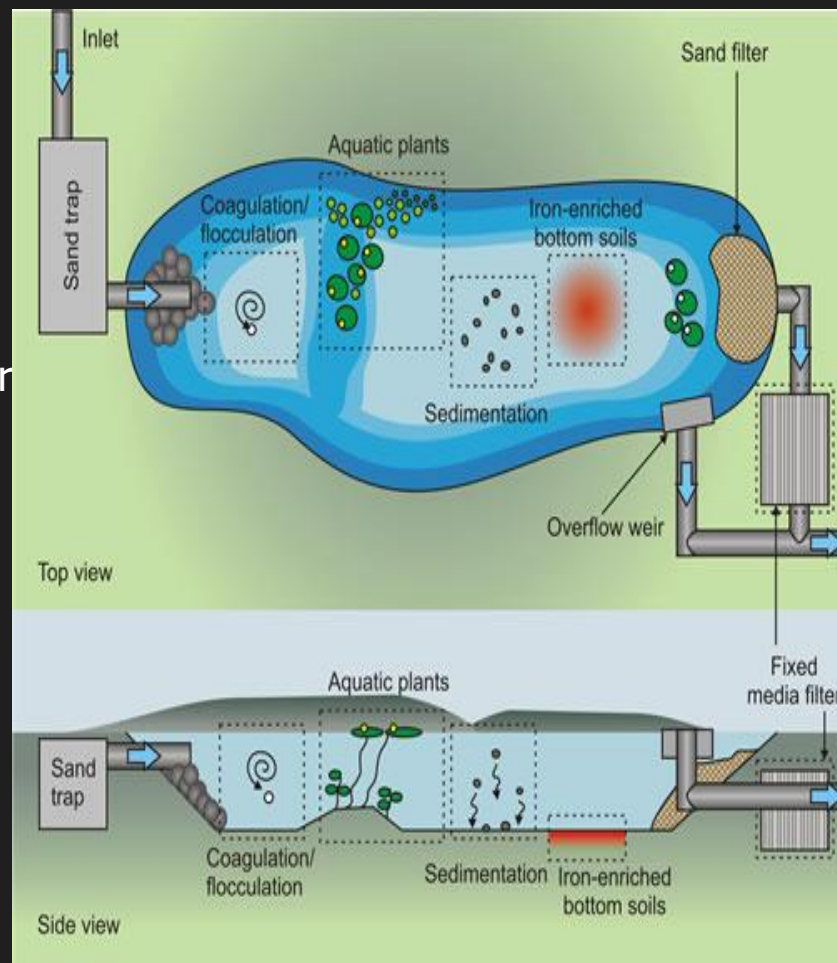 Inlet
Sand filter
Aquatic plants
Sand trap
Coagulation/
flocculation
Iron-enriched
bottom soils
Sedimentation
Overflow weir
Top view
Fixed
media filter
Aquatic plants
Sand
trap
Coagulation/
flocculation
Sedimentation
Iron-enriched
bottom soils
Side view